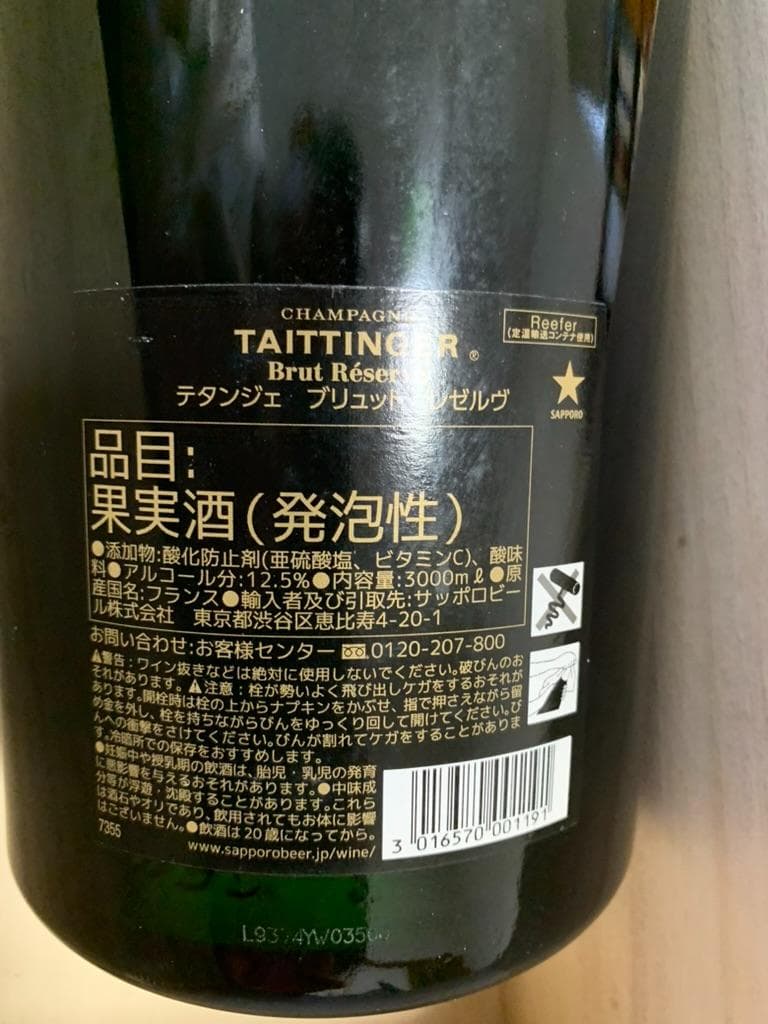 CHAMPAGNE
TAITTINGER®
Brut Réserve
テタンジェ ブリュット レゼルヴ
Reefer
(定温輸送コンテナ使用)
SAPPORO
品目:
果実酒(発泡性)
●添加物:酸化防止剤(亜硫酸塩、ビタミンC)、酸味
料●アルコール分:12.5%●内容量:3000mℓ●原
産国名:フランス●輸入者及び引取先:サッポロビー
ル株式会社 東京都渋谷区恵比寿4-20-1
お問い合わせ:お客様センター 0120-207-800
警告:ワイン抜きなどは絶対に使用しないでください。破びんのお
それがあります。 注意:栓が勢いよく飛び出しケガをするおそれが
あります。開栓時は栓の上からナプキンをかぶせ、指で押さえながら留
め金を外し、栓を持ちながらびんをゆっくり回して開けてください。び
んへの衝撃をさけてください。びんが割れてケガをすることがありま
す。冷暗所での保存をおすすめします。
●妊娠中や授乳期の飲酒は、胎児・乳児の発育
に悪影響を与えるおそれがあります。●中味成
分等が浮遊・沈殿することがあります。これら
は酒石やオリであり、飲用されてもお体に影響
はございません。●飲酒は20歳になってから。
7355
www.sapporobeer.jp/wine/
3 016570 001191